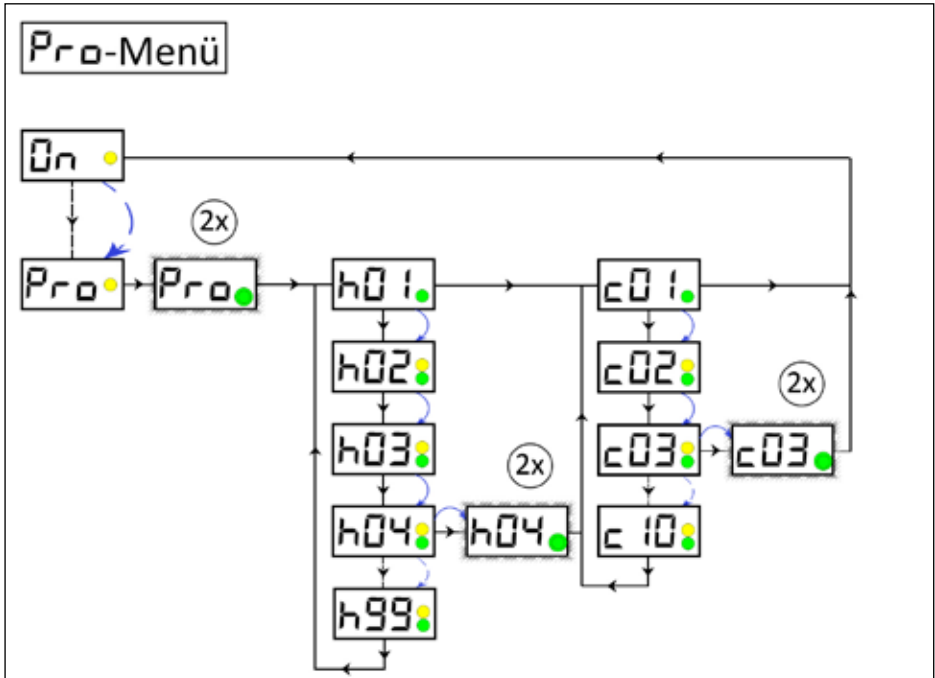 Pro-Menü
On
2x
Pro
Pro
h01
c01
h02
c02
2x
h03
c03
c03
2x
h04
h04
c10
h99